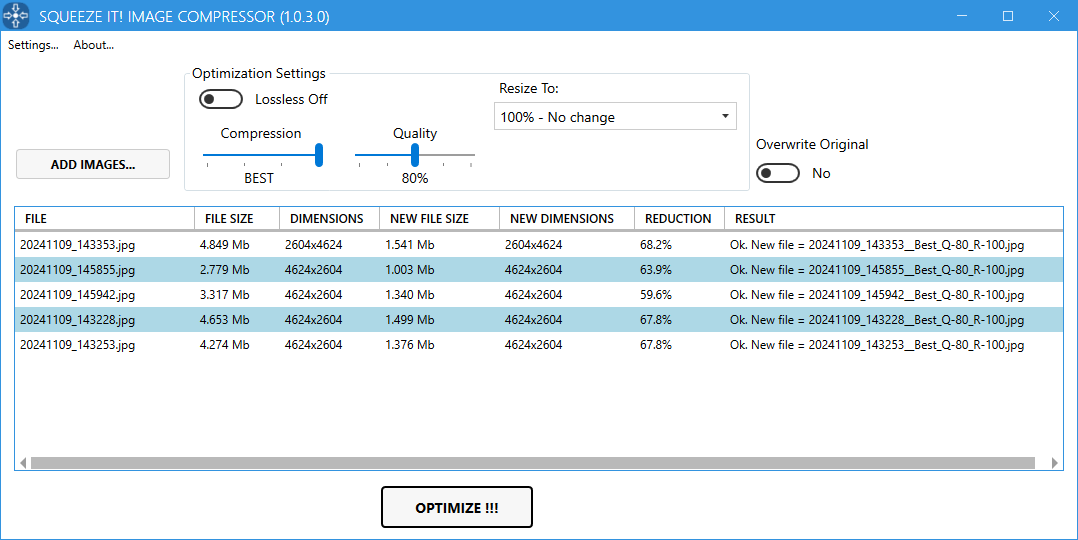 SQUEEZE IT! IMAGE COMPRESSOR (1.0.3.0)
Settings... About...
Optimization Settings
Lossless Off
Resize To:
100% - No change
Compression Quality
BEST 80%
ADD IMAGES...
Overwrite Original
No
FILE FILE SIZE DIMENSIONS NEW FILE SIZE NEW DIMENSIONS REDUCTION RESULT
20241109_143353.jpg 4.849 Mb 2604x4624 1.541 Mb 2604x4624 68.2% Ok. New file = 20241109_143353__Best_Q-80_R-100.jpg
20241109_145855.jpg 2.779 Mb 4624x2604 1.003 Mb 4624x2604 63.9% Ok. New file = 20241109_145855__Best_Q-80_R-100.jpg
20241109_145942.jpg 3.317 Mb 4624x2604 1.340 Mb 4624x2604 59.6% Ok. New file = 20241109_145942__Best_Q-80_R-100.jpg
20241109_143228.jpg 4.653 Mb 4624x2604 1.499 Mb 4624x2604 67.8% Ok. New file = 20241109_143228__Best_Q-80_R-100.jpg
20241109_143253.jpg 4.274 Mb 4624x2604 1.376 Mb 4624x2604 67.8% Ok. New file = 20241109_143253__Best_Q-80_R-100.jpg
OPTIMIZE !!!